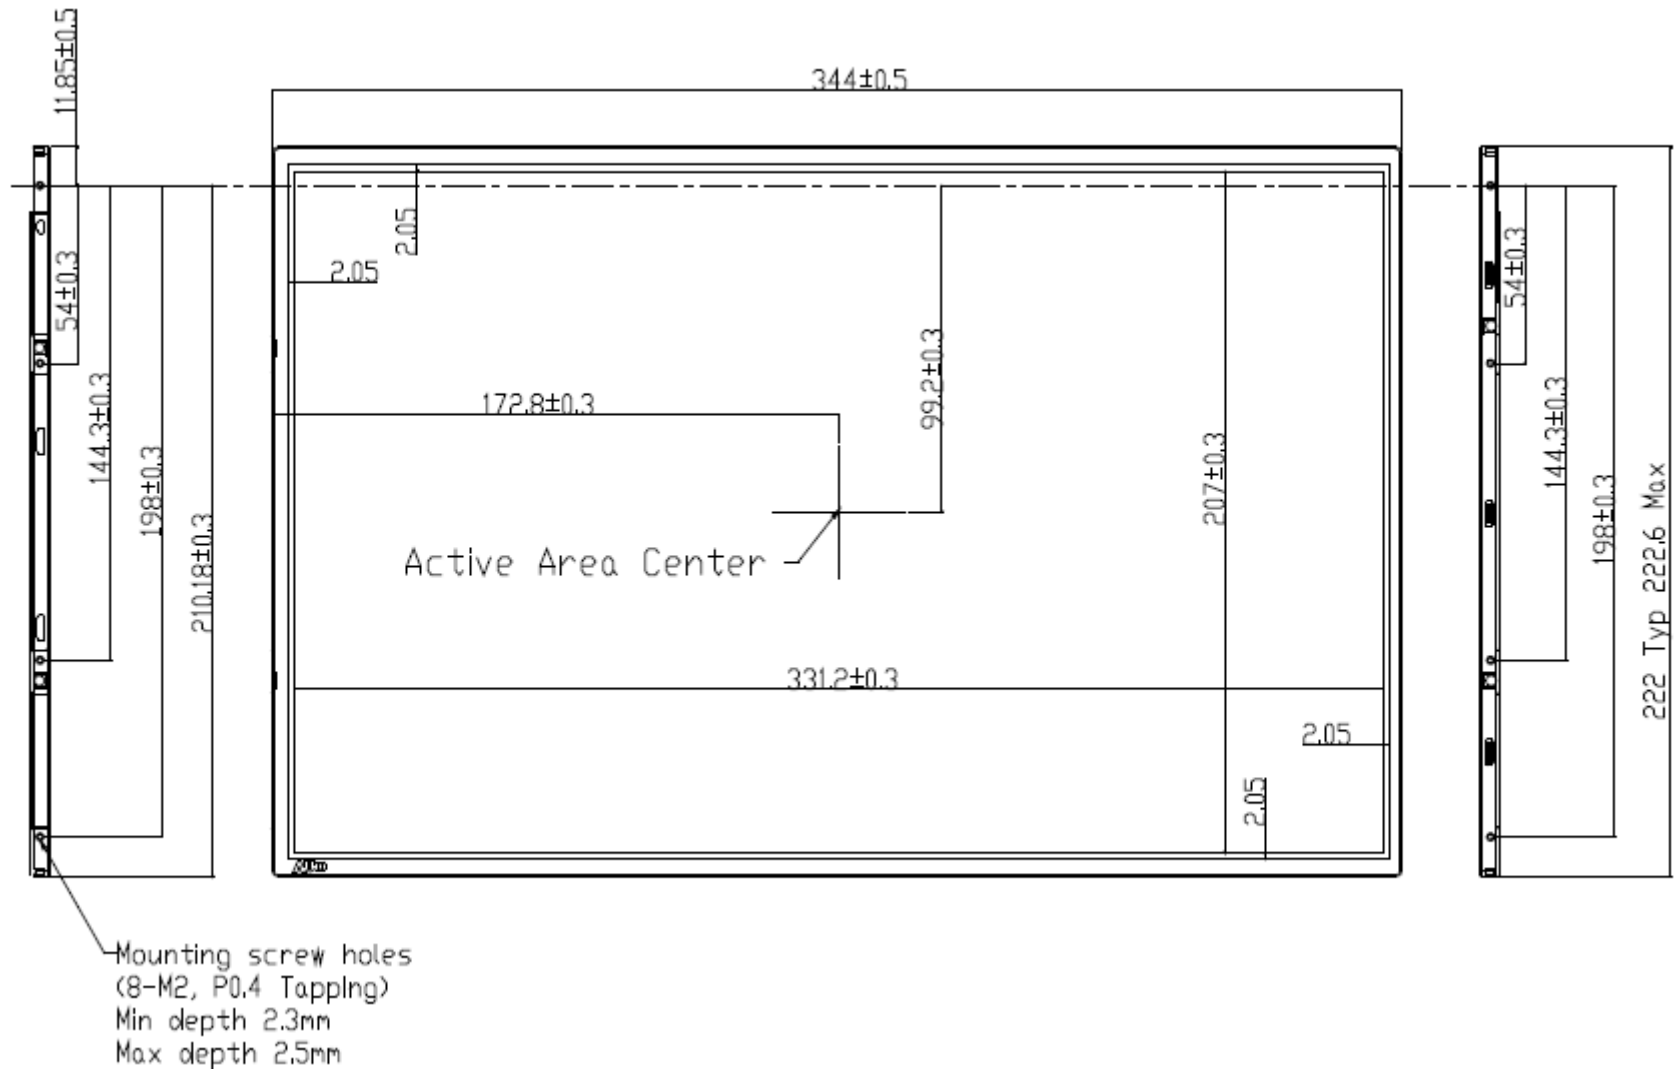 11.85±0.5
344±0.5
2.05
2.05
54±0.3
54±0.3
99.2±0.3
172.8±0.3
144.3±0.3
144.3±0.3
198±0.3
207±0.3
198±0.3
210.18±0.3
222 Typ 222.6 Max
Active Area Center
331.2±0.3
2.05
2.05
AUO
Mounting screw holes
(8-M2, P0.4 Tapping)
Min depth 2.3mm
Max depth 2.5mm